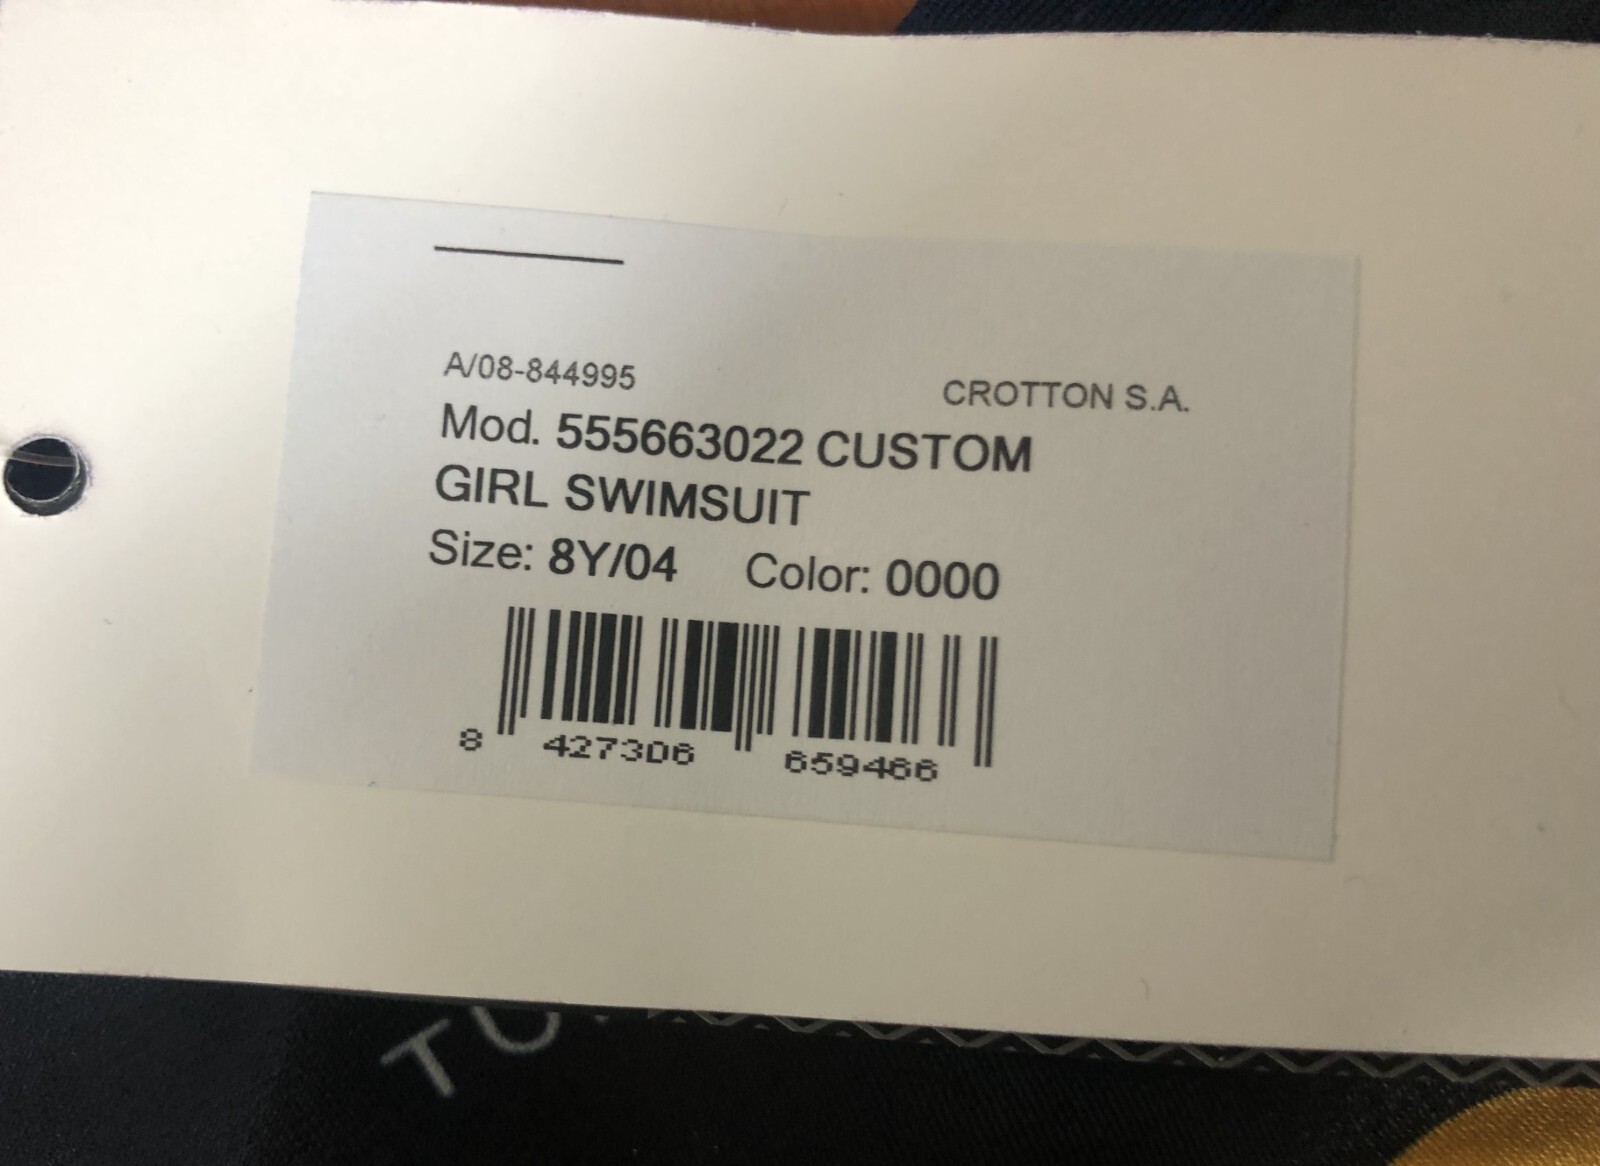 A/08-844995 CROTTON S.A.
Mod. 555663022 CUSTOM
GIRL SWIMSUIT
Size: 8Y/04 Color: 0000
8 427306 659466